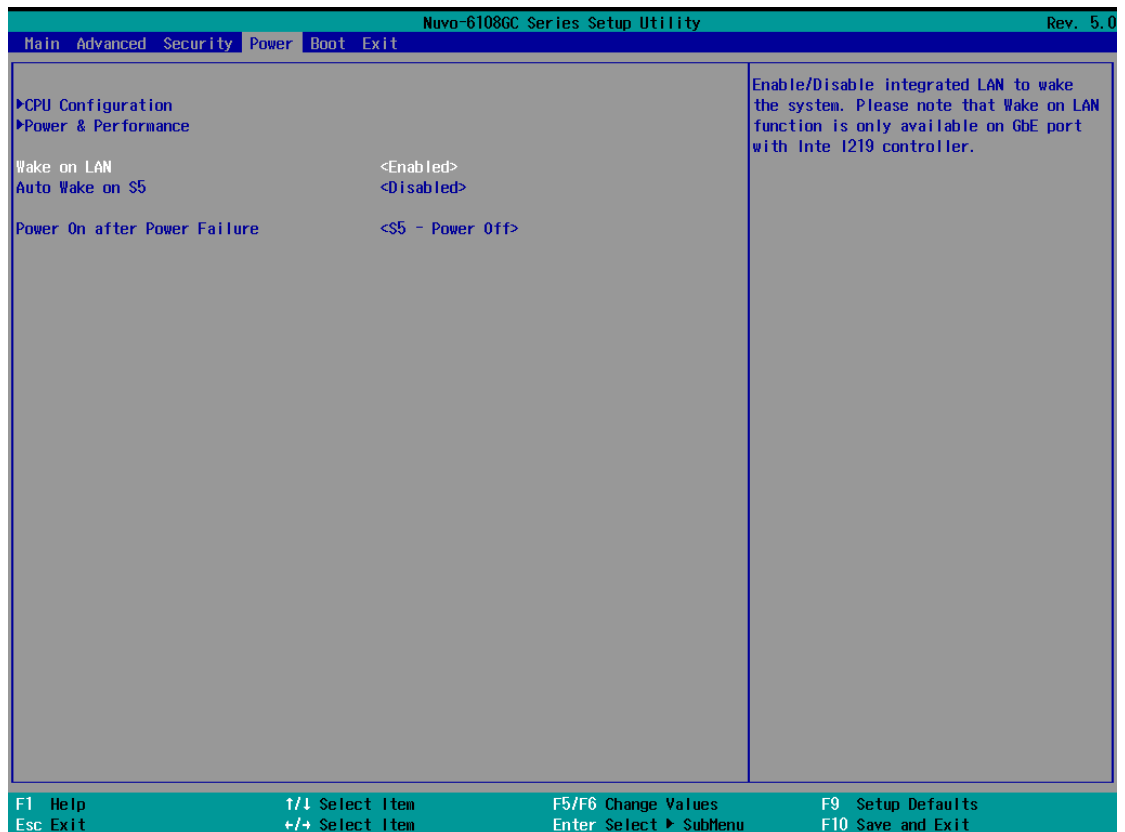 Nuvo-6108GC Series Setup Utility Rev. 5.0
Main Advanced Security Power Boot Exit
▶CPU Configuration
▶Power & Performance
Wake on LAN <Enabled>
Auto Wake on S5 <Disabled>
Power On after Power Failure <S5 - Power Off>
Enable/Disable integrated LAN to wake
the system. Please note that Wake on LAN
function is only available on GbE port
with Inte I219 controller.
F1 Help ↑/↓ Select Item F5/F6 Change Values F9 Setup Defaults
Esc Exit ←/→ Select Item Enter Select ▶ SubMenu F10 Save and Exit